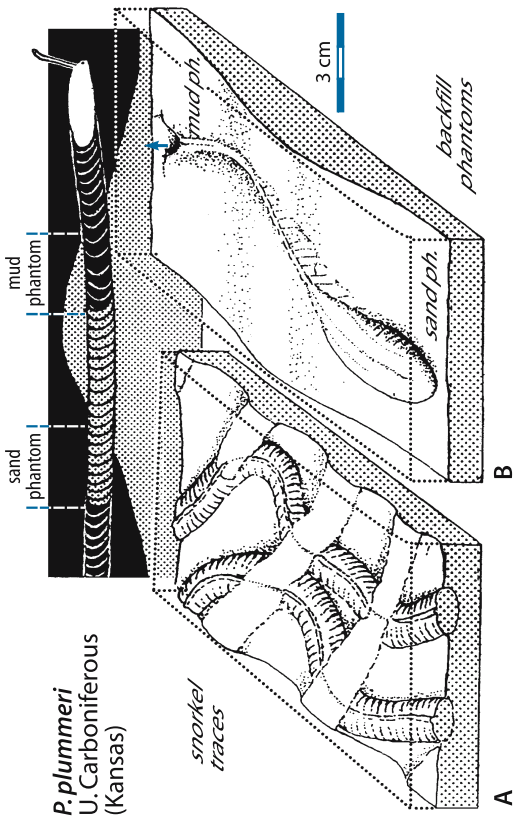 P. plummeri
U. Carboniferous
(Kansas)
sand
phantom
mud
phantom
snorkel
traces
mud ph.
3 cm
sand ph.
backfill
phantoms
A
B